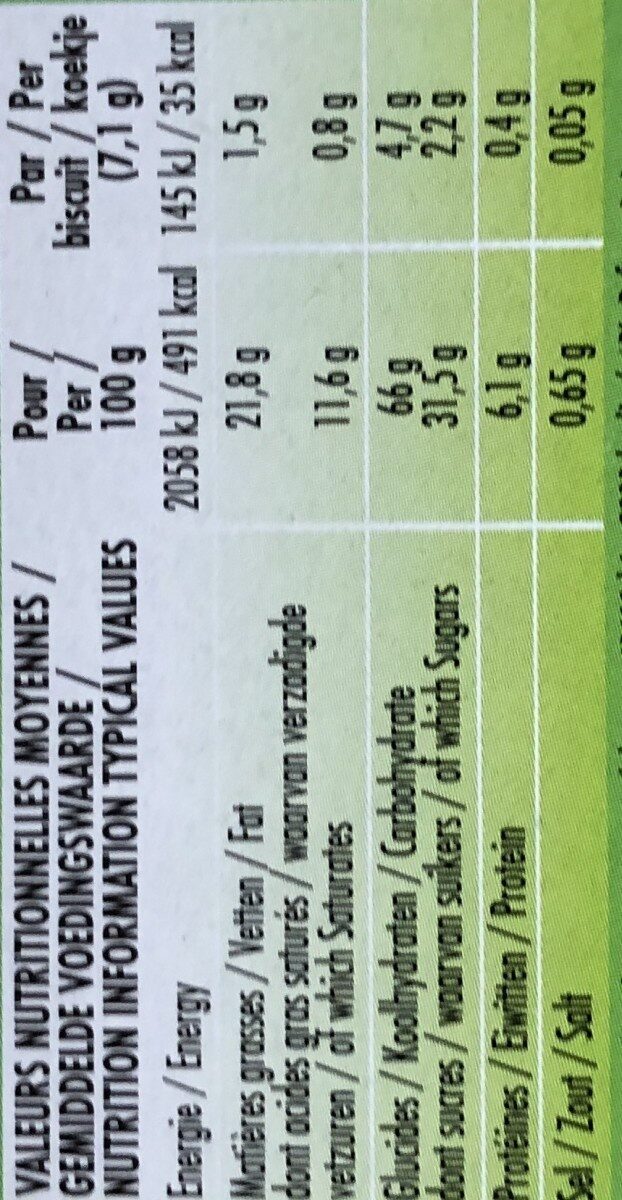 VALEURS NUTRITIONNELLES MOYENNES / Pour / Par / Per
GEMIDDELDE VOEDINGSWAARDE / Per / biscuit / koekje
NUTRITION INFORMATION TYPICAL VALUES 100 g (7,1 g)
Energie / Energy 2058 kJ / 491 kcal 145 kJ / 35 kcal
Matières grasses / Vetten / Fat 21,8 g 1,5 g
dont acides gras saturés / waarvan verzadigde
vetzuren / of which Saturates 11,6 g 0,8 g
Glucides / Koolhydraten / Carbohydrate 66 g 4,7 g
dont sucres / waarvan suikers / of which Sugars 31,5 g 2,2 g
Protéines / Eiwitten / Protein 6,1 g 0,4 g
Sel / Zout / Salt 0,65 g 0,05 g